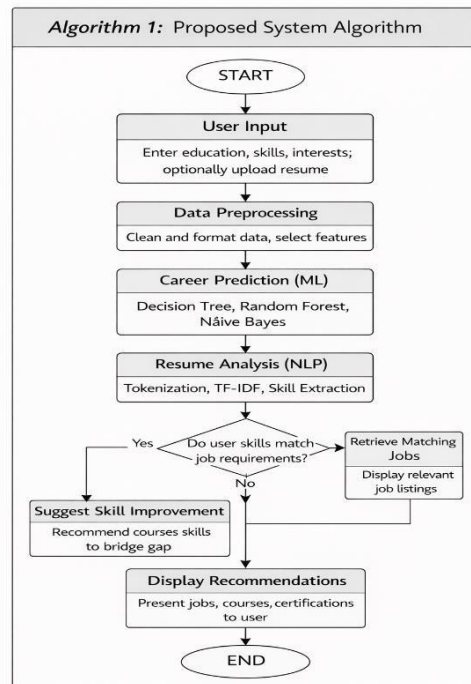 Algorithm 1: Proposed System Algorithm
START
User Input
Enter education, skills, interests;
optionally upload resume
Data Preprocessing
Clean and format data, select features
Career Prediction (ML)
Decision Tree, Random Forest,
Nâive Bayes
Resume Analysis (NLP)
Tokenization, TF-IDF, Skill Extraction
Yes
Do user skills match
job requirements?
No
Retrieve Matching
Jobs
Display relevant
job listings
Suggest Skill Improvement
Recommend courses skills
to bridge gap
Display Recommendations
Present jobs, courses, certifications
to user
END